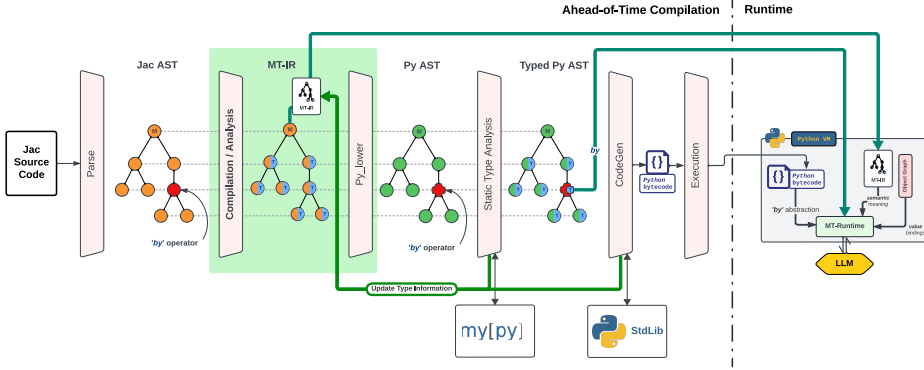 Ahead-of-Time Compilation
Runtime
Jac AST
MT-IR
Py AST
Typed Py AST
Jac
Source
Code
Parse
Compilation / Analysis
MT-IR
Py_lower
Static Type Analysis
CodeGen
Execution
M
T
T
T
T
T
T
M
M
T
T
T
T
T
T
by
'by' operator
'by' operator
Update Type Information
my[py]
StdLib
{}
Python
bytecode
Python VM
{}
Python
bytecode
MT-IR
Object Graph
'by' abstraction
semantic
meaning
MT-Runtime
value
bindings
LLM